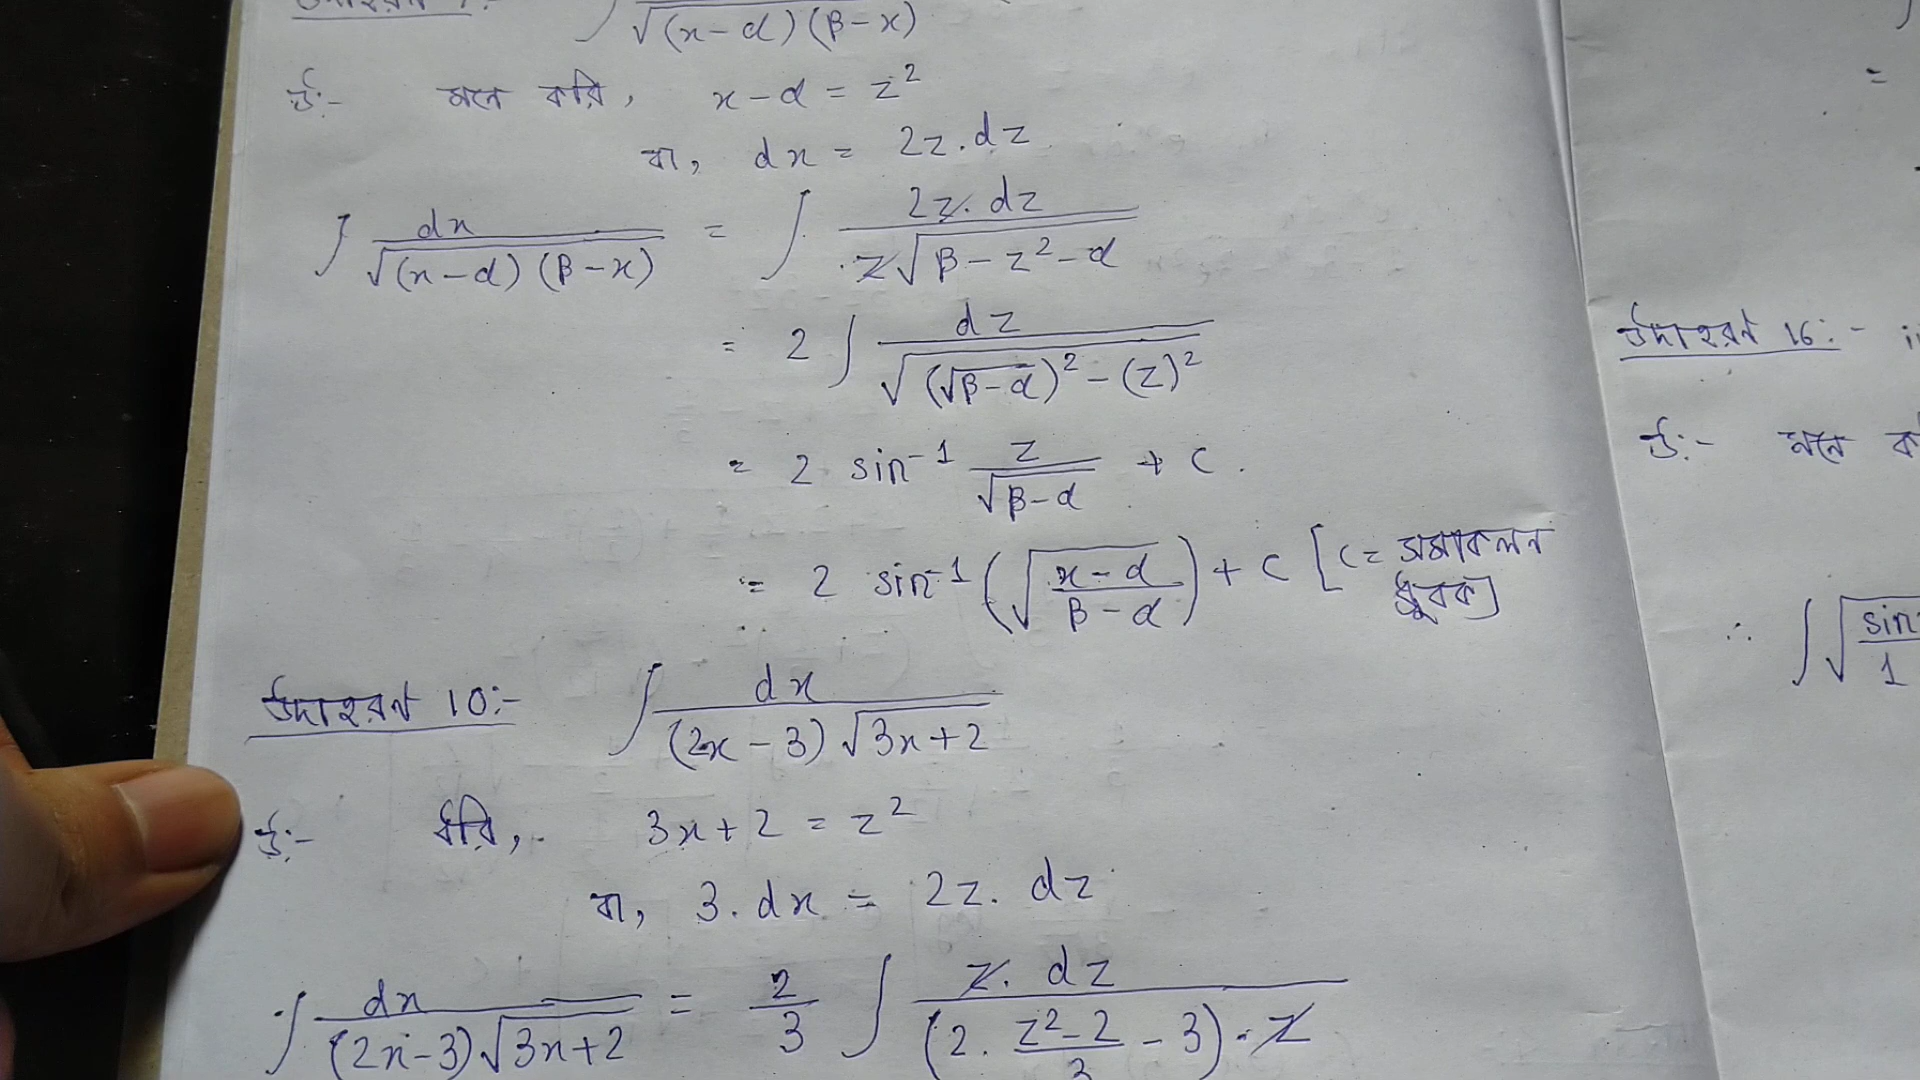 √(x-α)(β-x)
উ:- মনে করি, x-α = z²
বা, dx = 2z.dz
∫ dx/√(x-α)(β-x) = ∫ 2z.dz/z√β-z²-α
= 2 ∫ dz/√(√β-α)²-(z)²
= 2 sin⁻¹ z/√β-α + c.
= 2 sin⁻¹(√x-α/β-α) + c [c = সমাকলন
ধ্রুবক]
উদাহরণ 10:- ∫ dx/(2x-3)√3x+2
উ:- ধরি, 3x+2 = z²
বা, 3.dx = 2z.dz
∫ dx/(2x-3)√3x+2 = 2/3 ∫ z.dz/(2.z²-2/3-3).z
উদাহরণ 16:-
উ:- মনে
∴ ∫√sin/1